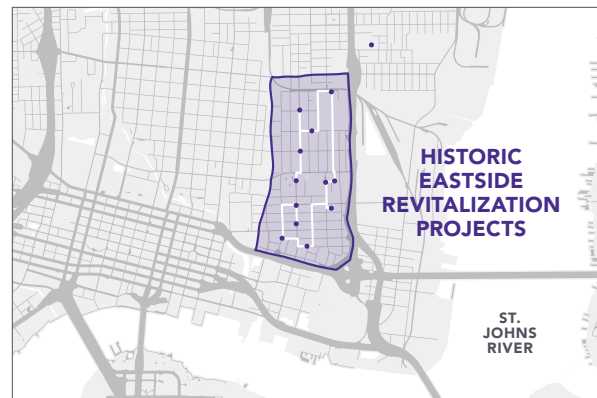 HISTORIC
EASTSIDE
REVITALIZATION
PROJECTS
ST.
JOHNS
RIVER